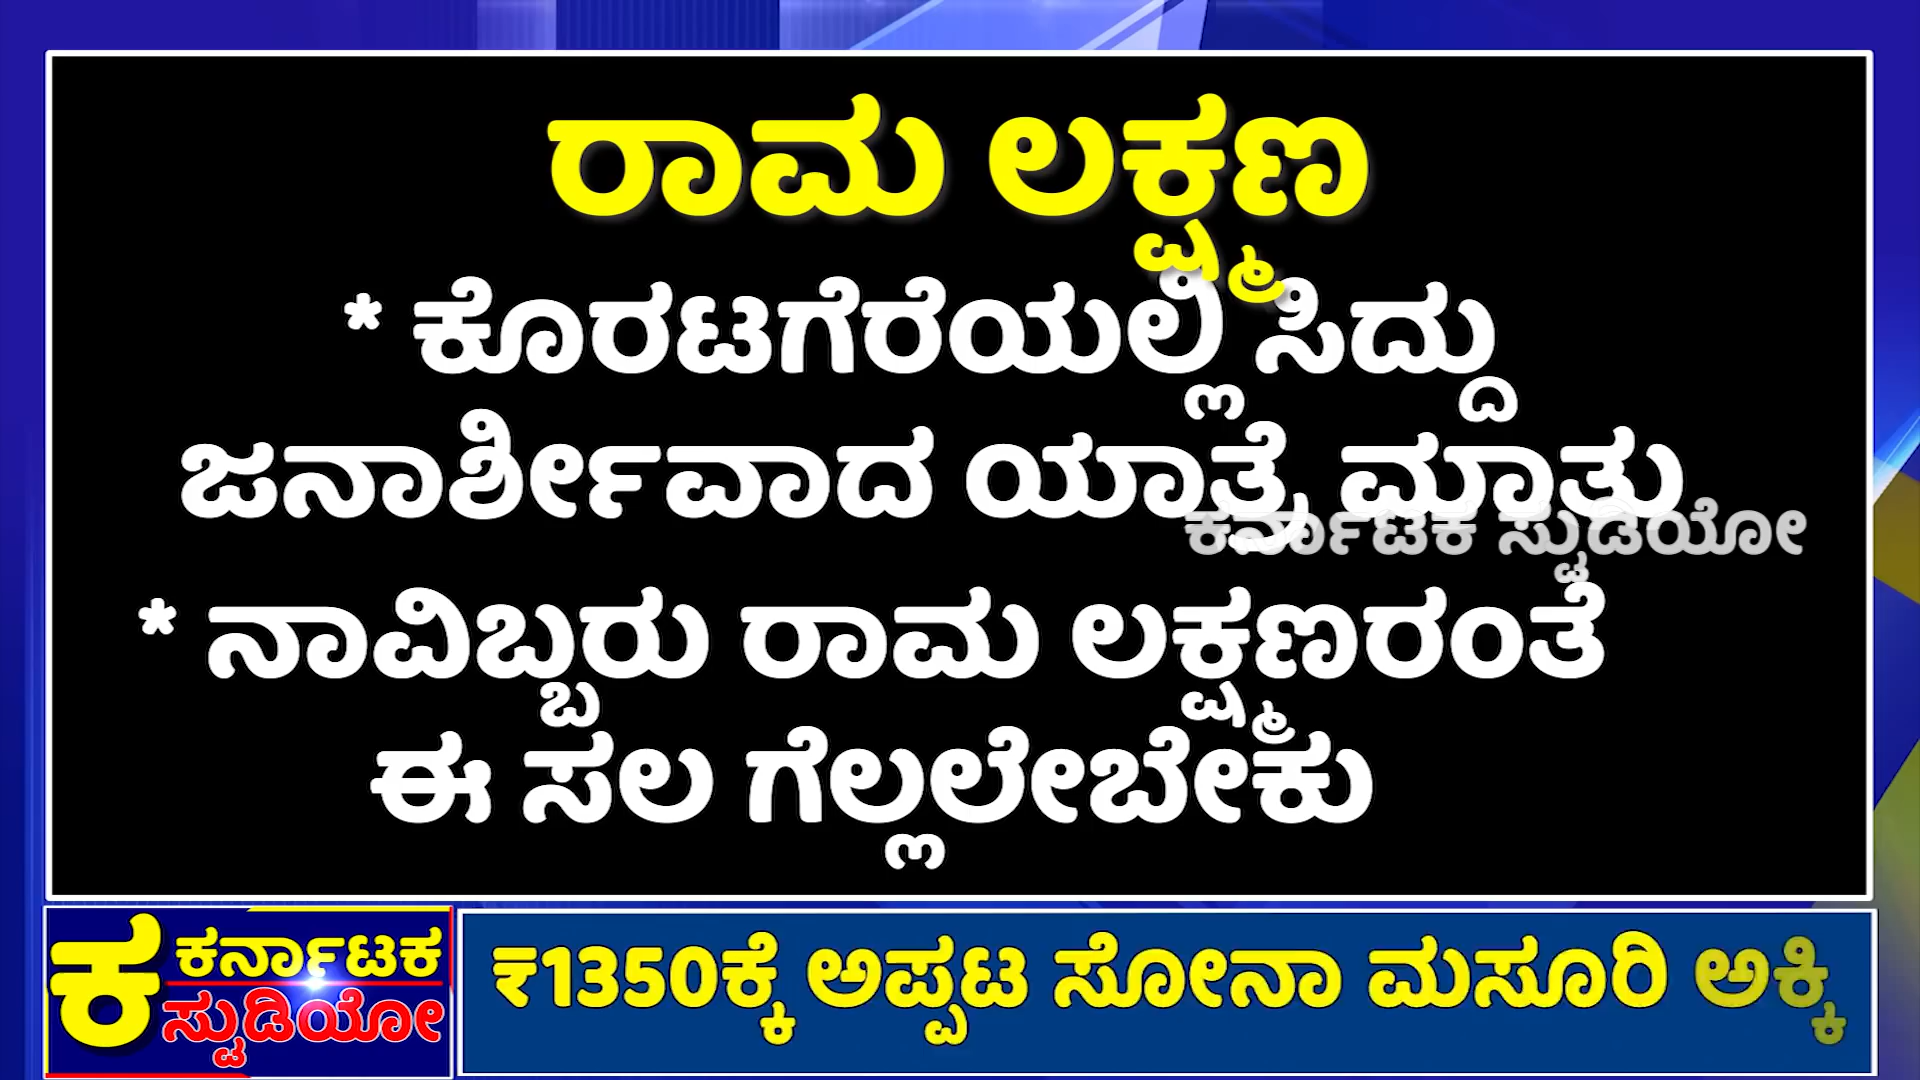 ರಾಮ ಲಕ್ಷ್ಮಣ
* ಕೊರಟಗೆರೆಯಲ್ಲಿ ಸಿದ್ದು
ಜನಾರ್ಶೀವಾದ ಯಾತ್ರೆ ಮಾತು
ಕರ್ನಾಟಕ ಸ್ಟುಡಿಯೋ
* ನಾವಿಬ್ಬರು ರಾಮ ಲಕ್ಷ್ಮಣರಂತೆ
ಈ ಸಲ ಗೆಲ್ಲಲೇಬೇಕು
ಕ ಕರ್ನಾಟಕ
ಸ್ಟುಡಿಯೋ
₹1350ಕ್ಕೆ ಅಪ್ಪಟ ಸೋನಾ ಮಸೂರಿ ಅಕ್ಕಿ